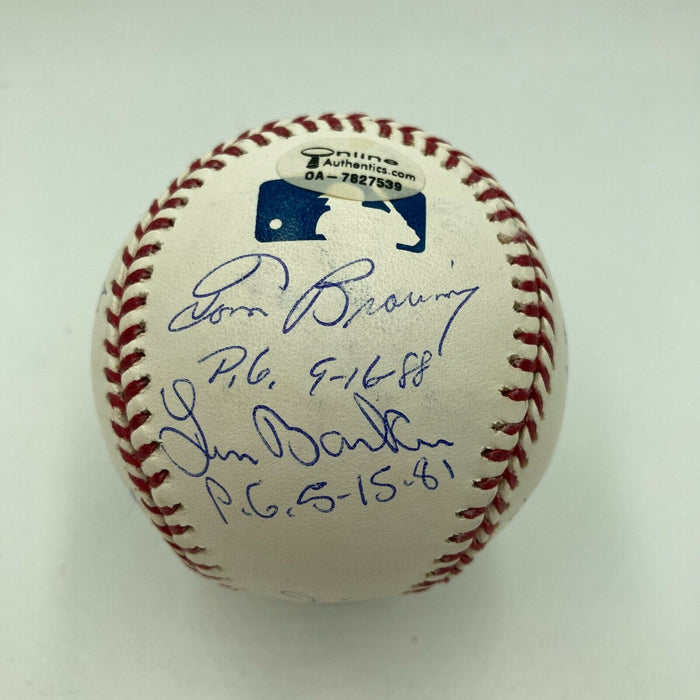 Online
Authentics.com
OA-7827539
Tom Browning
P.G. 9-16-88
Len Barker
P.G. 5-15-81